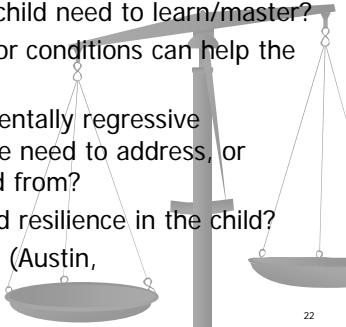 child need to learn/master?
or conditions can help the
entally regressive
e need to address, or
d from?
d resilience in the child?
(Austin,
22